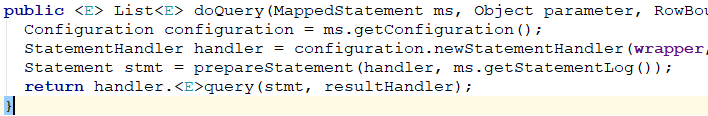 public <E> List<E> doQuery(MappedStatement ms, Object parameter, RowBou
Configuration configuration = ms.getConfiguration();
StatementHandler handler = configuration.newStatementHandler(wrapper,
Statement stmt = prepareStatement(handler, ms.getStatementLog());
return handler.<E>query(stmt, resultHandler);
}